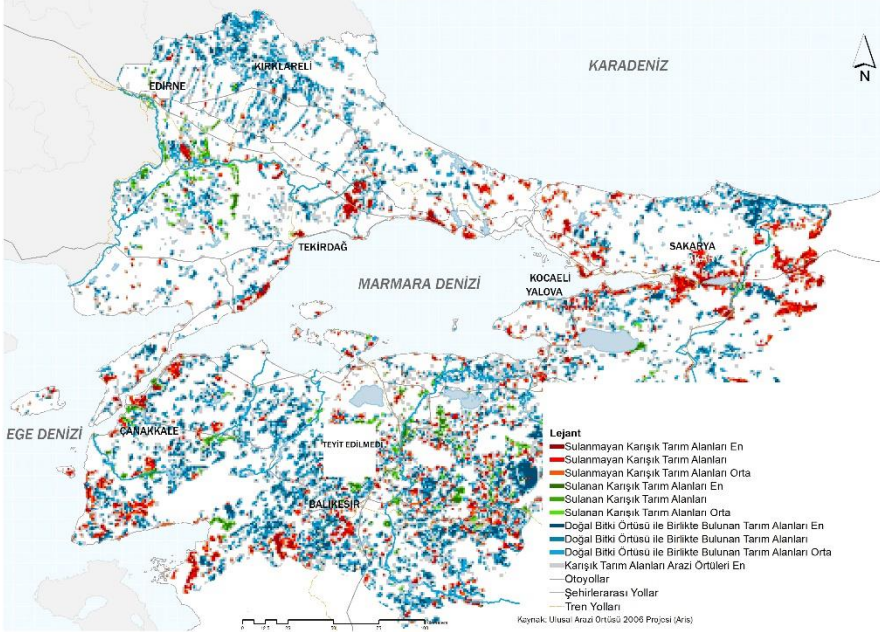 KARADENİZ
N
KIRKLARELİ
EDİRNE
TEKİRDAĞ
SAKARYA
KOCAELİ
YALOVA
MARMARA DENİZİ
EGE DENİZİ
ÇANAKKALE
TEYİT EDİLMEDİ
BALIKESİR
Lejant
Sulanmayan Karışık Tarım Alanları En
Sulanmayan Karışık Tarım Alanları
Sulanmayan Karışık Tarım Alanları Orta
Sulanan Karışık Tarım Alanları En
Sulanan Karışık Tarım Alanları
Sulanan Karışık Tarım Alanları Orta
Doğal Bitki Örtüsü ile Birlikte Bulunan Tarım Alanları En
Doğal Bitki Örtüsü ile Birlikte Bulunan Tarım Alanları
Doğal Bitki Örtüsü ile Birlikte Bulunan Tarım Alanları Orta
Karışık Tarım Alanları Arazi Örtüleri En
Otoyollar
Şehirlerarası Yollar
Tren Yolları
Kaynak: Ulusal Arazi Örtüsü 2006 Projesi (Aris)